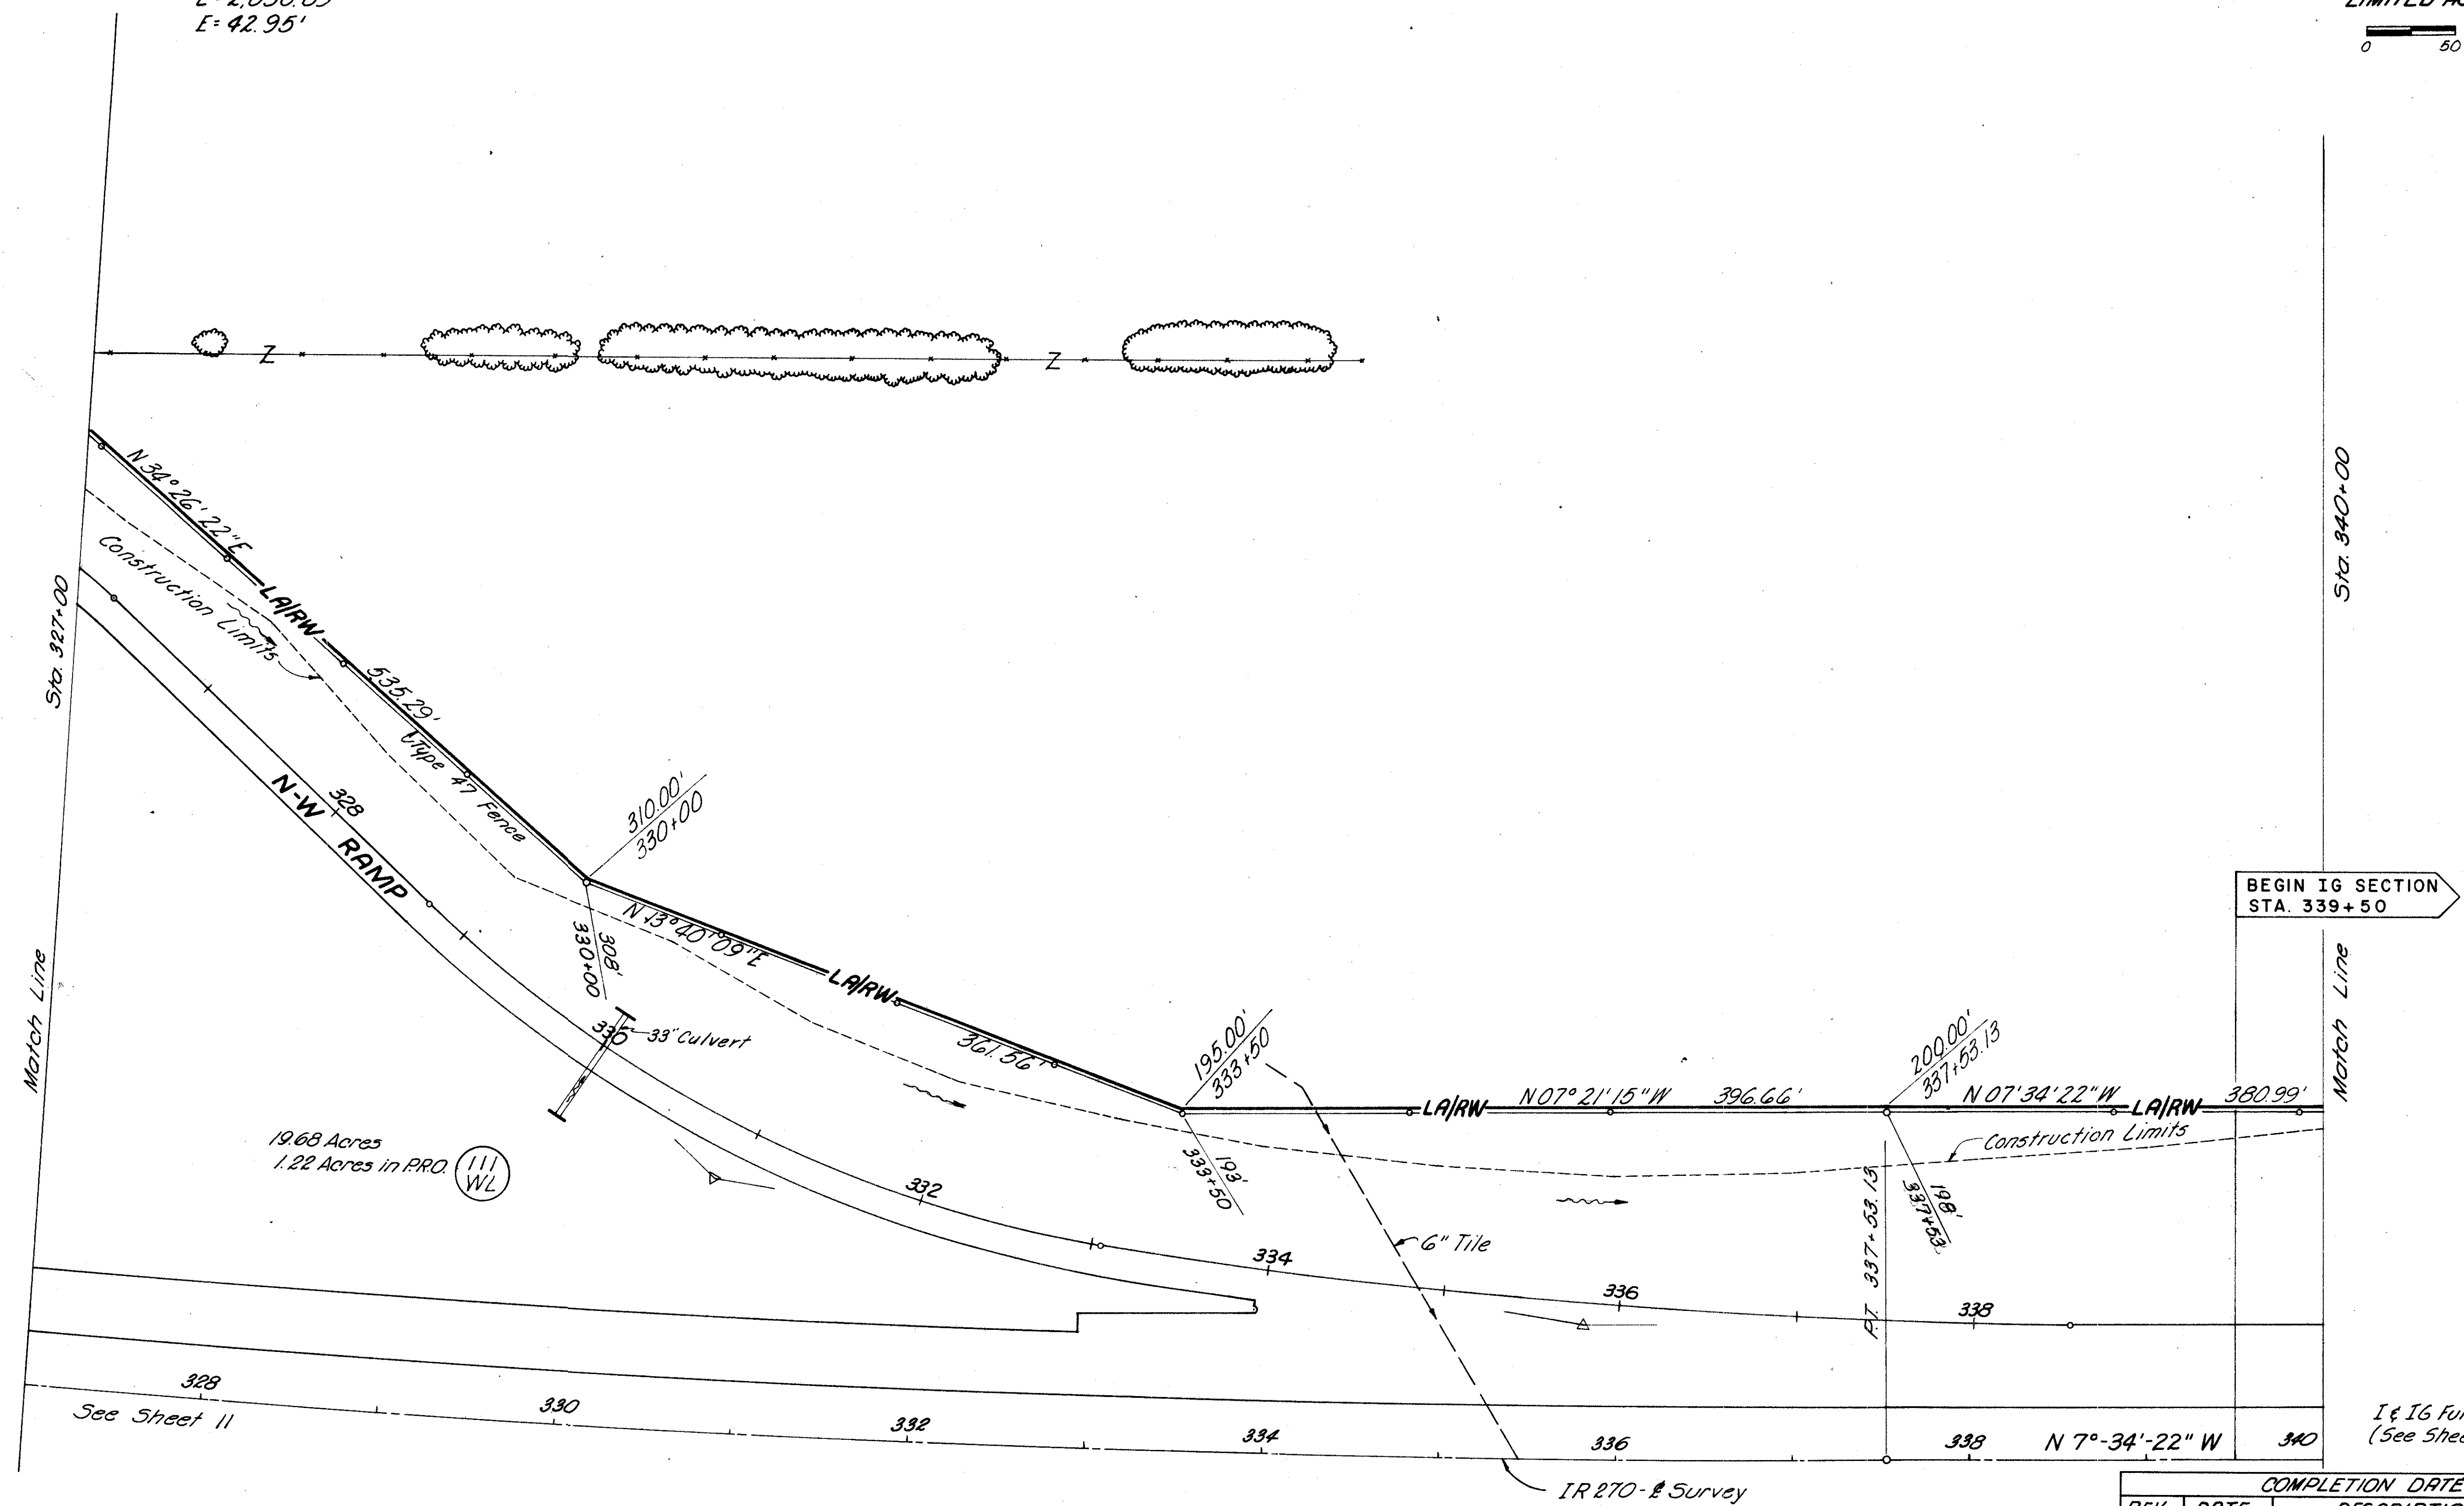 E= 42.95'
0 50
N 34° 26' 22" E
Construction Limits
LA/RW
535.29'
Type 47 Fence
Sta. 327+00
Match Line
N-W RAMP
328
310.00'
330+00
308'
330+00
N 13° 40' 09" E
LA/RW
361.56'
330
33' Culvert
19.68 Acres
1.22 Acres in P.R.O.
111
WL
332
195.00'
333+50
193'
333+50
LA/RW
N 07° 21' 15" W
396.66'
200.00'
337+53.13
N 07° 34' 22" W
LA/RW
380.99'
Construction Limits
198'
337+53
P.T. 337+53.13
Sta. 340+00
BEGIN IG SECTION
STA. 339+50
Match Line
6" Tile
334
336
338
328
330
332
334
336
338
N 7°-34'-22" W
340
See Sheet 11
IR 270-℄ Survey
I & IG
(See
COMPLETION DATE